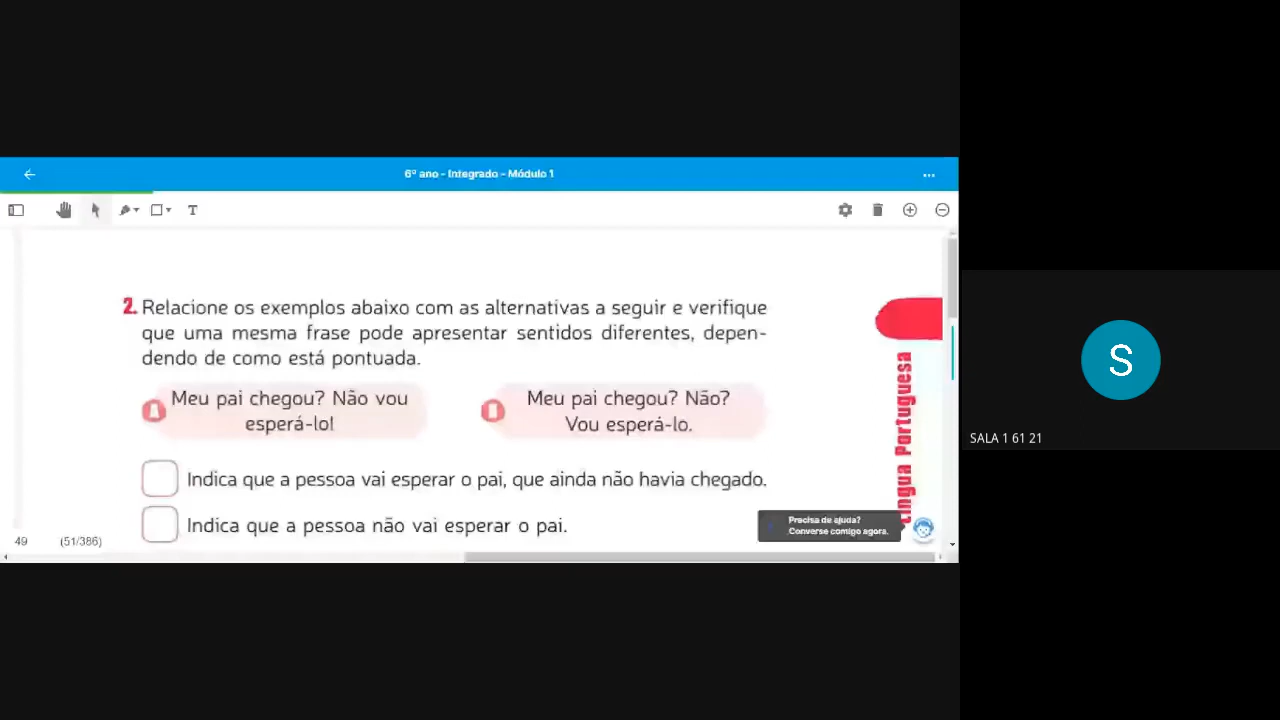 6º ano - Integrado - Módulo 1
T
2. Relacione os exemplos abaixo com as alternativas a seguir e verifique
que uma mesma frase pode apresentar sentidos diferentes, depen-
dendo de como está pontuada.
Meu pai chegou? Não vou
esperá-lo!
Meu pai chegou? Não?
Vou esperá-lo.
Indica que a pessoa vai esperar o pai, que ainda não havia chegado.
Indica que a pessoa não vai esperar o pai.
Língua Portuguesa
Precisa de ajuda?
Converse comigo agora.
49 (51/386)
S
SALA 1 61 21